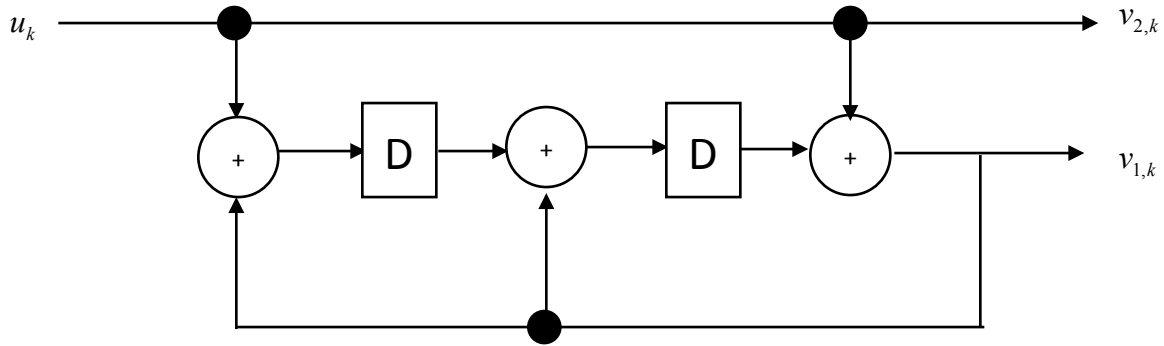 u_k
v_{2,k}
+ D + D +
v_{1,k}